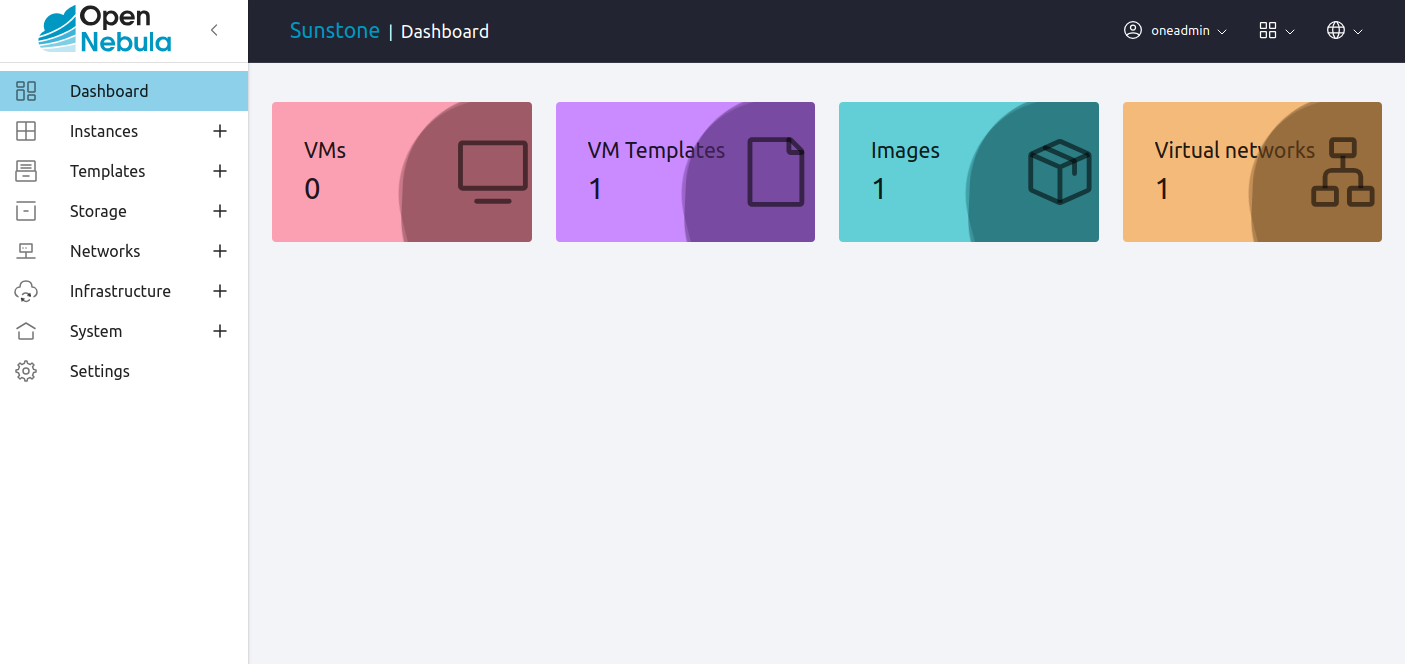 Open
Nebula
Sunstone | Dashboard
oneadmin
Dashboard
Instances
Templates
Storage
Networks
Infrastructure
System
Settings
VMs
0
VM Templates
1
Images
1
Virtual networks
1